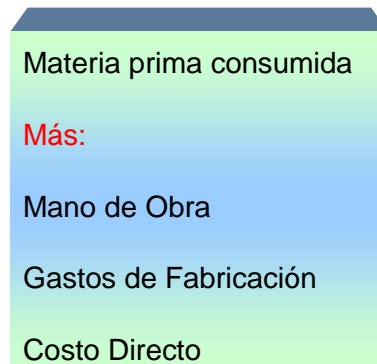 Materia prima consumida
Más:
Mano de Obra
Gastos de Fabricación
Costo Directo